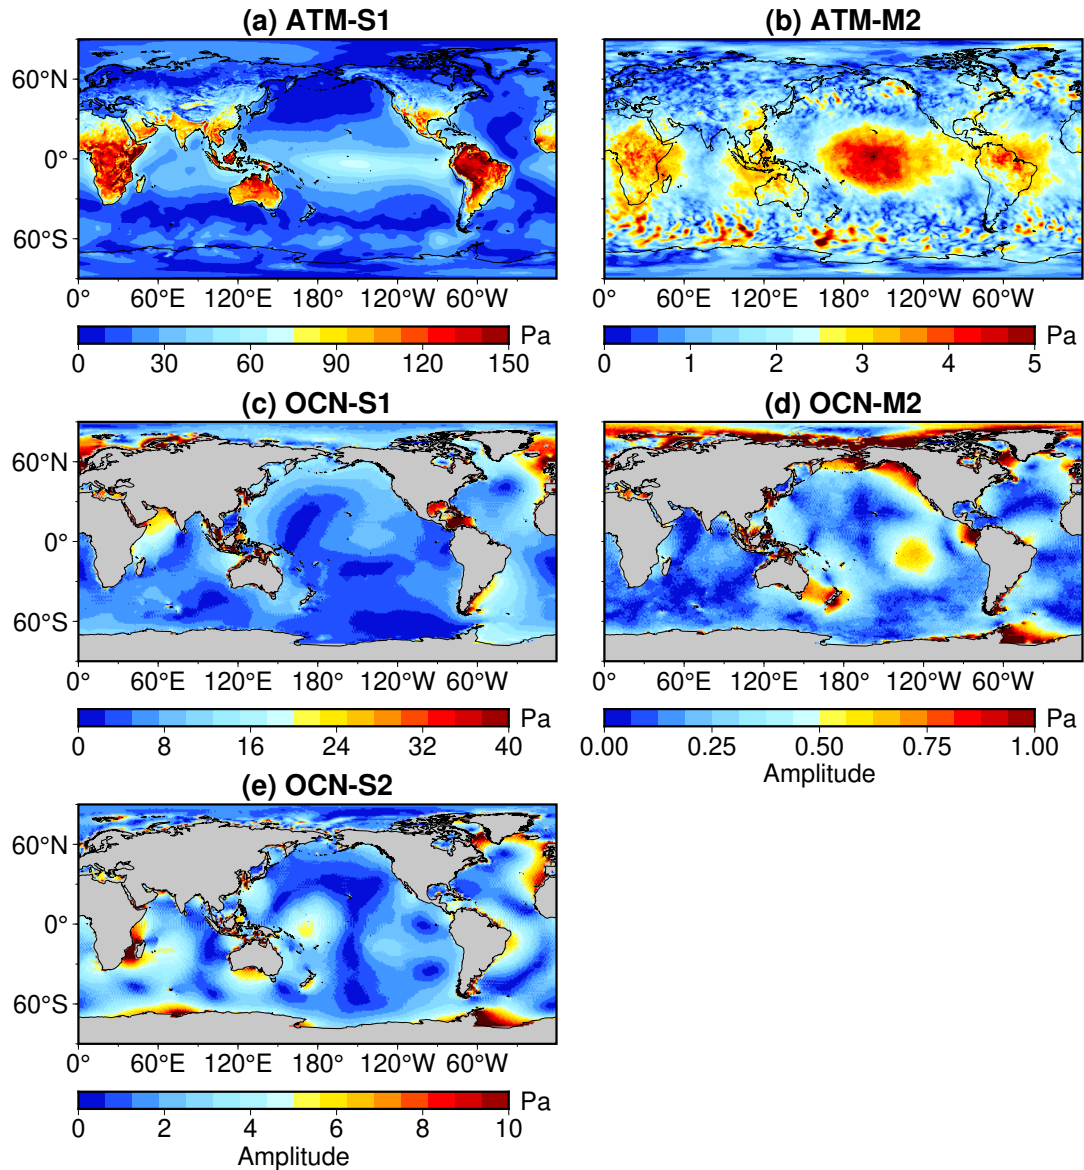 (a) ATM-S1
60°N
0°
60°S
0° 60°E 120°E 180° 120°W 60°W
Pa
0 30 60 90 120 150
(b) ATM-M2
0° 60°E 120°E 180° 120°W 60°W
Pa
0 1 2 3 4 5
(c) OCN-S1
60°N
0°
60°S
0° 60°E 120°E 180° 120°W 60°W
Pa
0 8 16 24 32 40
(d) OCN-M2
0° 60°E 120°E 180° 120°W 60°W
Pa
0.00 0.25 0.50 0.75 1.00
Amplitude
(e) OCN-S2
60°N
0°
60°S
0° 60°E 120°E 180° 120°W 60°W
Pa
0 2 4 6 8 10
Amplitude